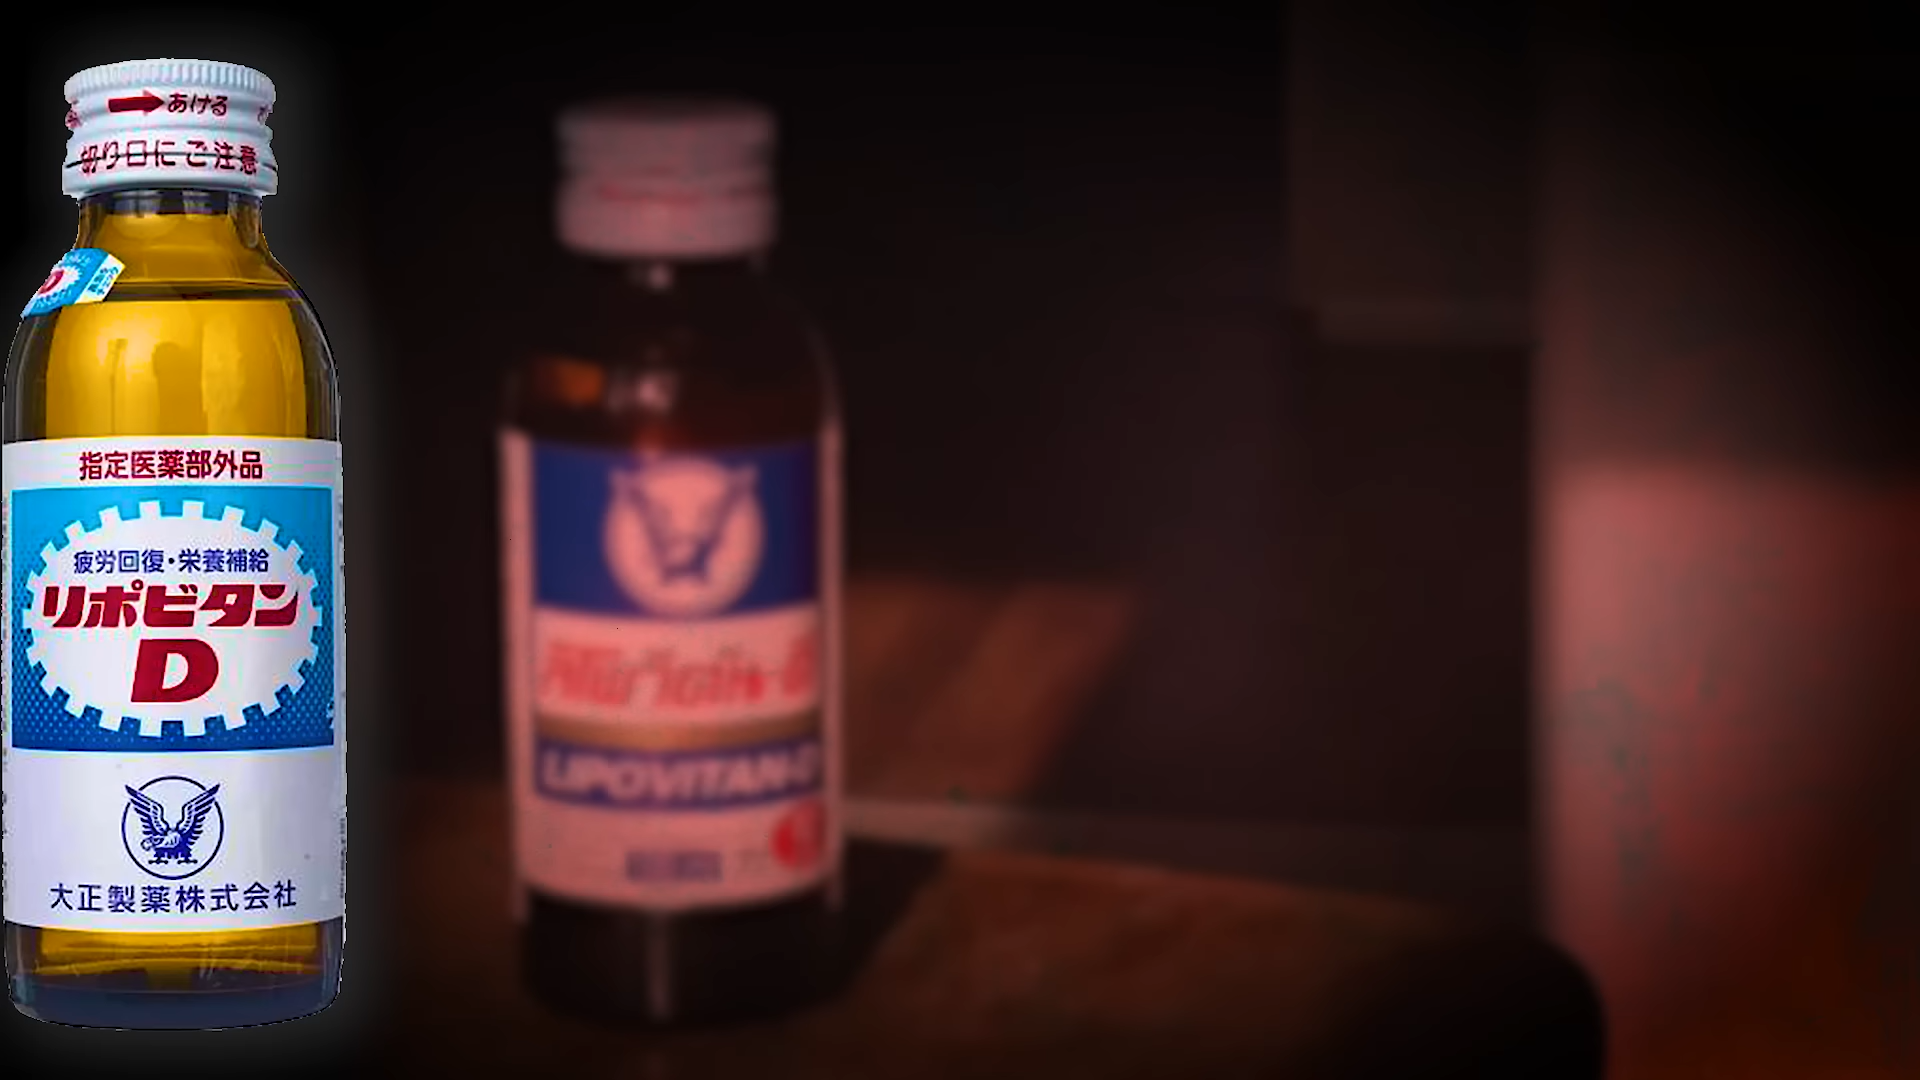 あける
切り口にご注意
指定医薬部外品
疲労回復・栄養補給
リポビタン
D
大正製薬株式会社
LIPOVITAN-D